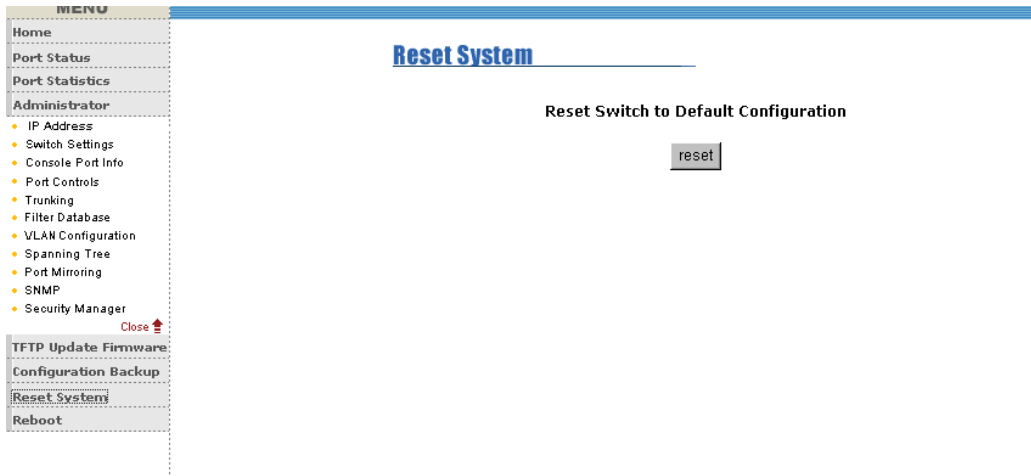 MENU
Home
Port Status
Port Statistics
Administrator
IP Address
Switch Settings
Console Port Info
Port Controls
Trunking
Filter Database
VLAN Configuration
Spanning Tree
Port Mirroring
SNMP
Security Manager
Close
TFTP Update Firmware
Configuration Backup
Reset System
Reboot
Reset System
Reset Switch to Default Configuration
reset